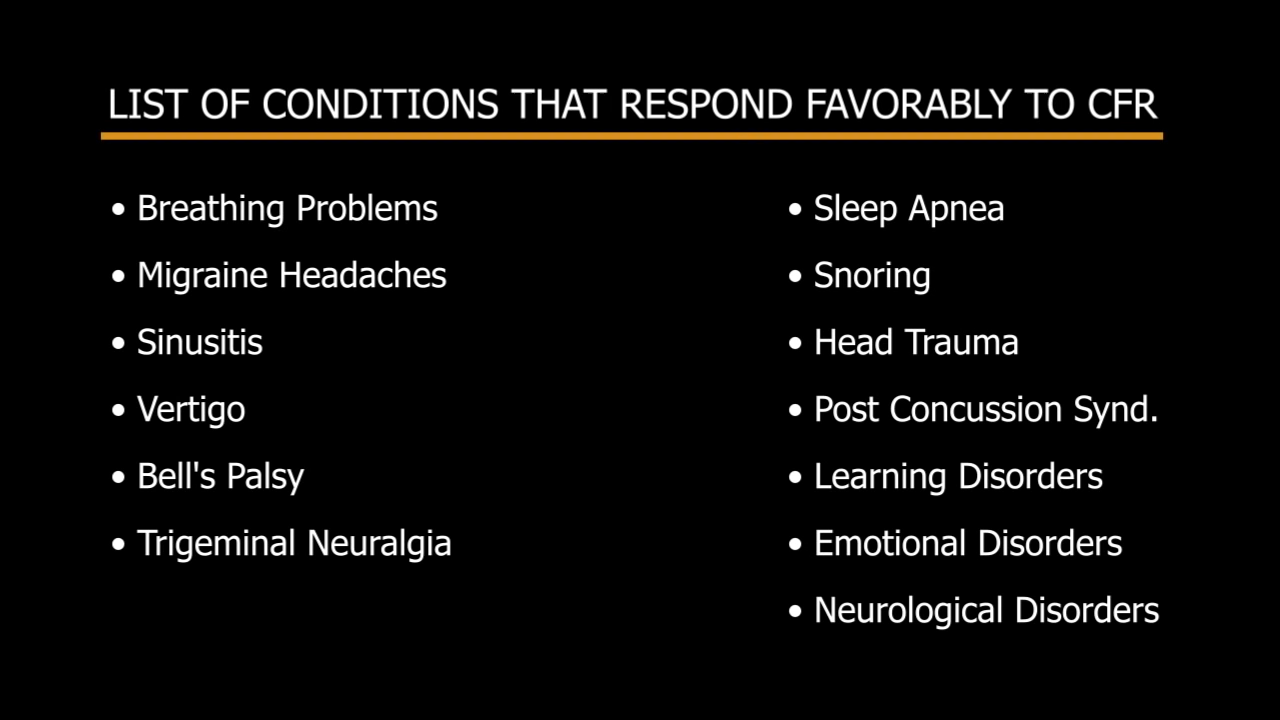 LIST OF CONDITIONS THAT RESPOND FAVORABLY TO CFR
• Breathing Problems
• Migraine Headaches
• Sinusitis
• Vertigo
• Bell's Palsy
• Trigeminal Neuralgia
• Sleep Apnea
• Snoring
• Head Trauma
• Post Concussion Synd.
• Learning Disorders
• Emotional Disorders
• Neurological Disorders